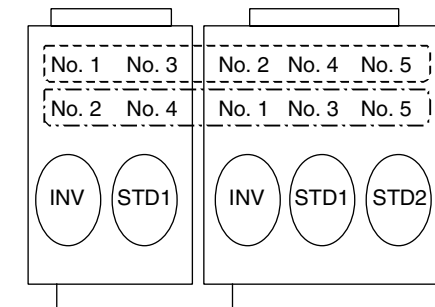 No. 1 No. 3 No. 2 No. 4 No. 5
No. 2 No. 4 No. 1 No. 3 No. 5
INV STD1 INV STD1 STD2